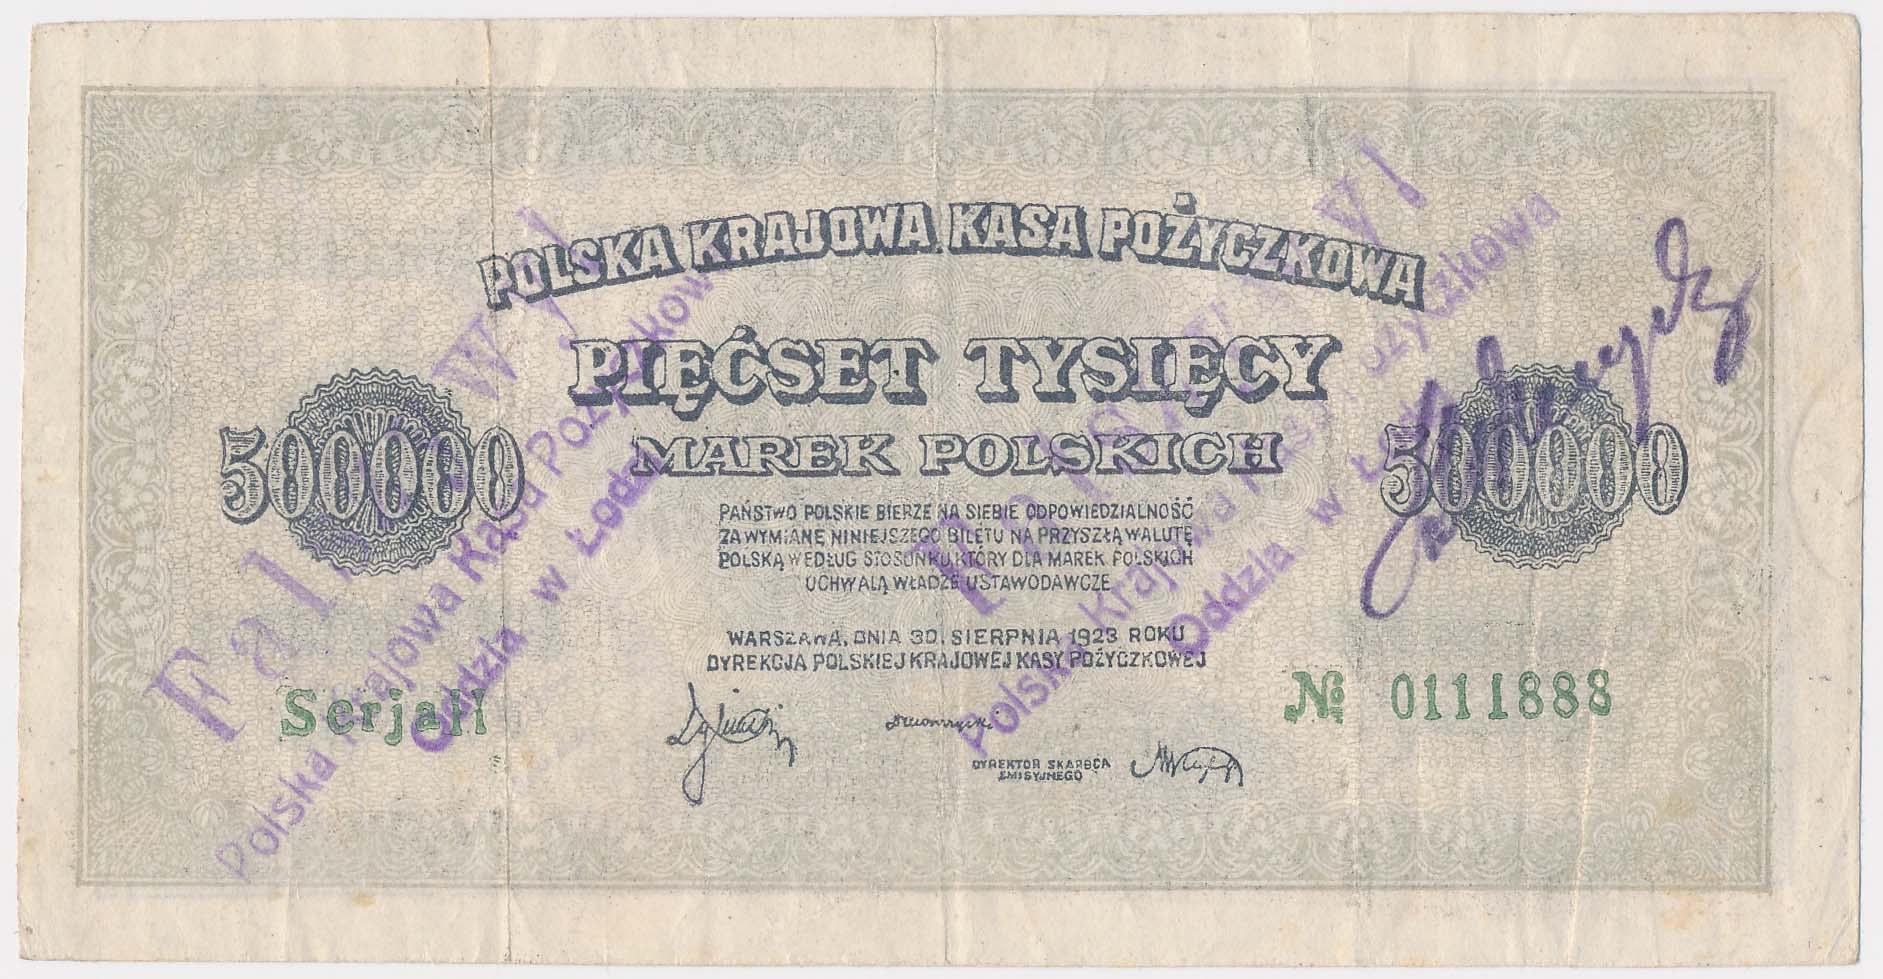 POLSKA KRAJOWA KASA POŻYCZKOWA
PIĘĆSET TYSIĘCY
MAREK POLSKICH
500000
500000
PAŃSTWO POLSKIE BIERZE NA SIEBIE ODPOWIEDZIALNOŚĆ
ZA WYMIANĘ NINIEJSZEGO BILETU NA PRZYSZŁĄ WALUTĘ
POLSKĄ WEDŁUG STOSUNKU, KTÓRY DLA MAREK POLSKICH
UCHWALĄ WŁADZE USTAWODAWCZE
WARSZAWA, DNIA 30. SIERPNIA 1923 ROKU
DYREKCJA POLSKIEJ KRAJOWEJ KASY POŻYCZKOWEJ
SerjaH
№ 0111888
DYREKTOR SKARBCA
EMISYJNEGO
Falsyw!
Polska Krajowa Kasa Pożyczkowa
Oddział w Łodzi
Falsyw!
Polska Krajowa Kasa Pożyczkowa
Oddział w Łodzi